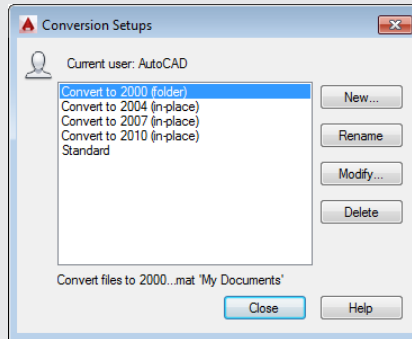 Conversion Setups
Current user: AutoCAD
Convert to 2000 (folder)
Convert to 2004 (in-place)
Convert to 2007 (in-place)
Convert to 2010 (in-place)
Standard
New...
Rename
Modify...
Delete
Convert files to 2000...mat 'My Documents'
Close
Help